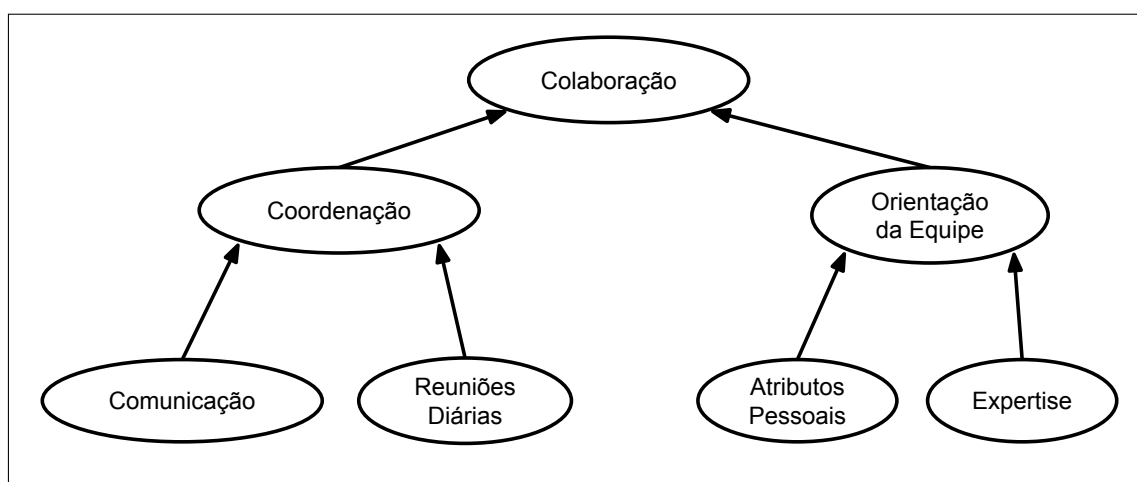 Colaboração
Coordenação
Orientação
da Equipe
Comunicação
Reuniões
Diárias
Atributos
Pessoais
Expertise